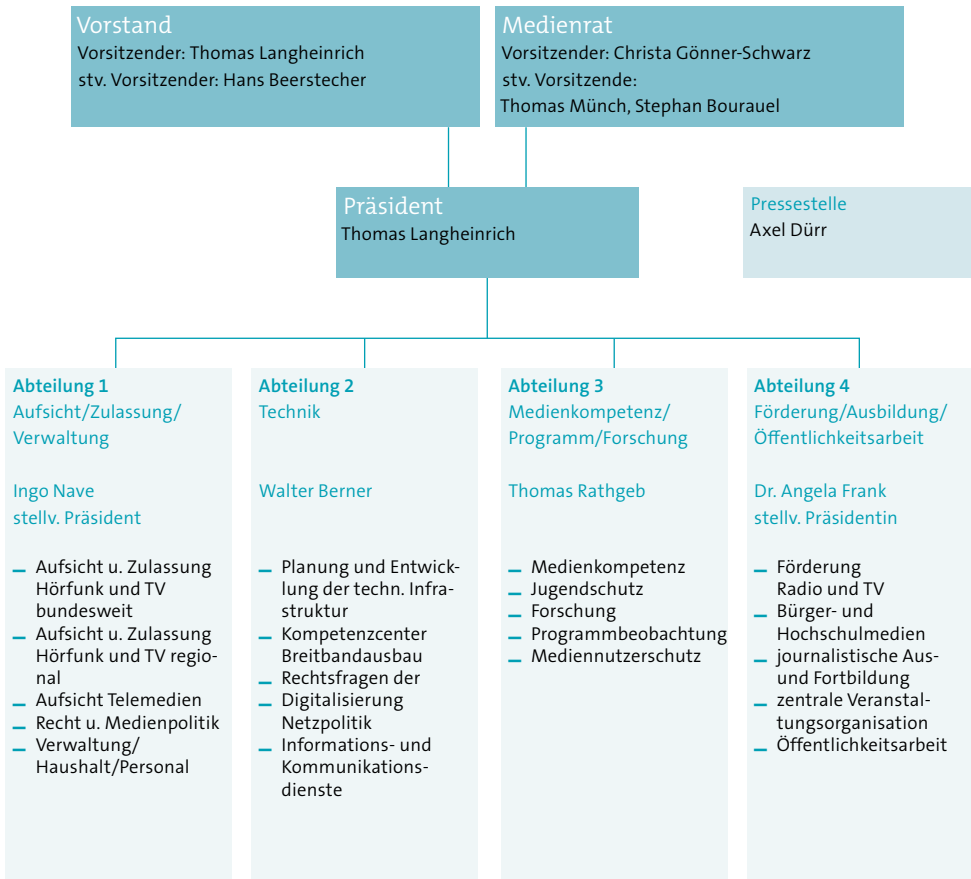 Vorstand
Vorsitzender: Thomas Langheinrich
stv. Vorsitzender: Hans Beerstecher
Medienrat
Vorsitzender: Christa Gönner-Schwarz
stv. Vorsitzende:
Thomas Münch, Stephan Bourauel
Präsident
Thomas Langheinrich
Pressestelle
Axel Dürr
Abteilung 1
Aufsicht/Zulassung/
Verwaltung
Ingo Nave
stellv. Präsident
– Aufsicht u. Zulassung
Hörfunk und TV
bundesweit
– Aufsicht u. Zulassung
Hörfunk und TV regio-
nal
– Aufsicht Telemedien
– Recht u. Medienpolitik
– Verwaltung/
Haushalt/Personal
Abteilung 2
Technik
Walter Berner
– Planung und Entwick-
lung der techn. Infra-
struktur
– Kompetenzcenter
Breitbandausbau
– Rechtsfragen der
– Digitalisierung
Netzpolitik
– Informations- und
Kommunikations-
dienste
Abteilung 3
Medienkompetenz/
Programm/Forschung
Thomas Rathgeb
– Medienkompetenz
– Jugendschutz
– Forschung
– Programmbeobachtung
– Mediennutzerschutz
Abteilung 4
Förderung/Ausbildung/
Öffentlichkeitsarbeit
Dr. Angela Frank
stellv. Präsidentin
– Förderung
Radio und TV
– Bürger- und
Hochschulmedien
– journalistische Aus-
und Fortbildung
– zentrale Veranstal-
tungsorganisation
– Öffentlichkeitsarbeit